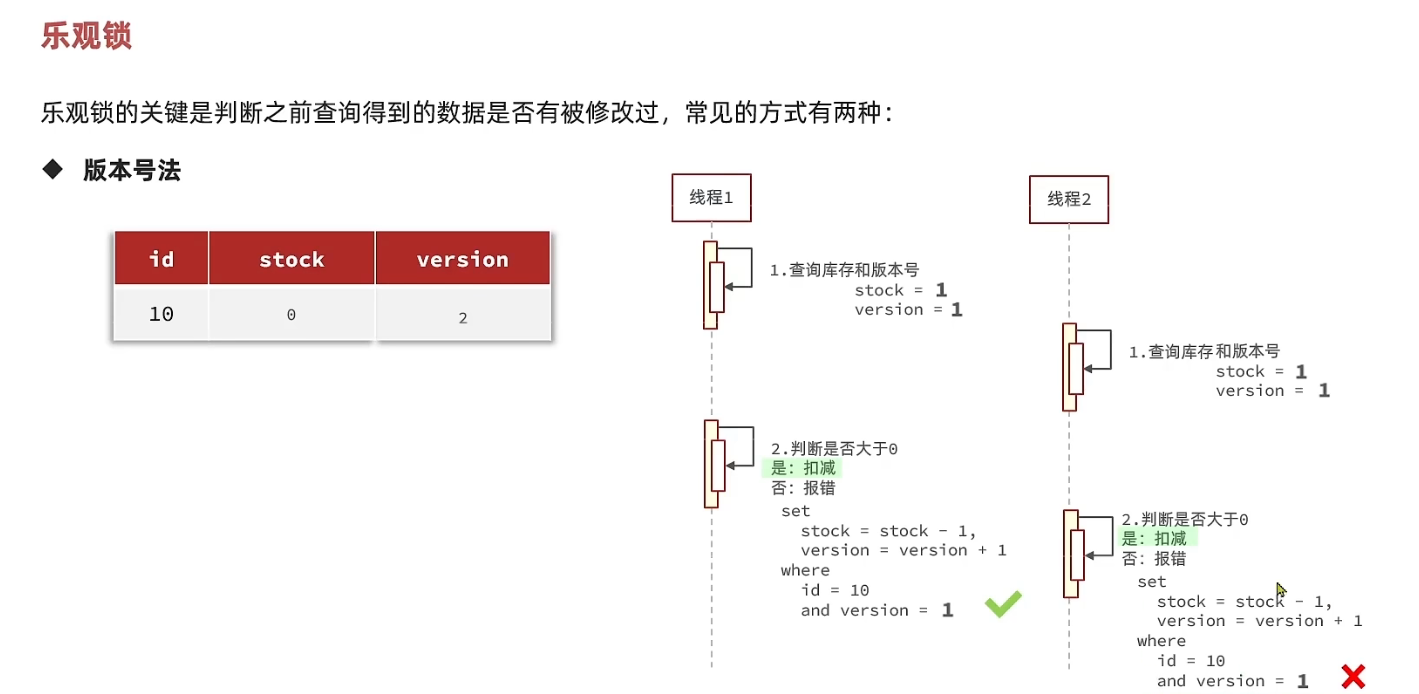 乐观锁
乐观锁的关键是判断之前查询得到的数据是否有被修改过，常见的方式有两种：
◆ 版本号法
id stock version
10 0 2
线程1
1.查询库存和版本号
stock = 1
version = 1
2.判断是否大于0
是：扣减
否：报错
set
stock = stock - 1,
version = version + 1
where
id = 10
and version = 1
线程2
1.查询库存和版本号
stock = 1
version = 1
2.判断是否大于0
是：扣减
否：报错
set
stock = stock - 1,
version = version + 1
where
id = 10
and version = 1